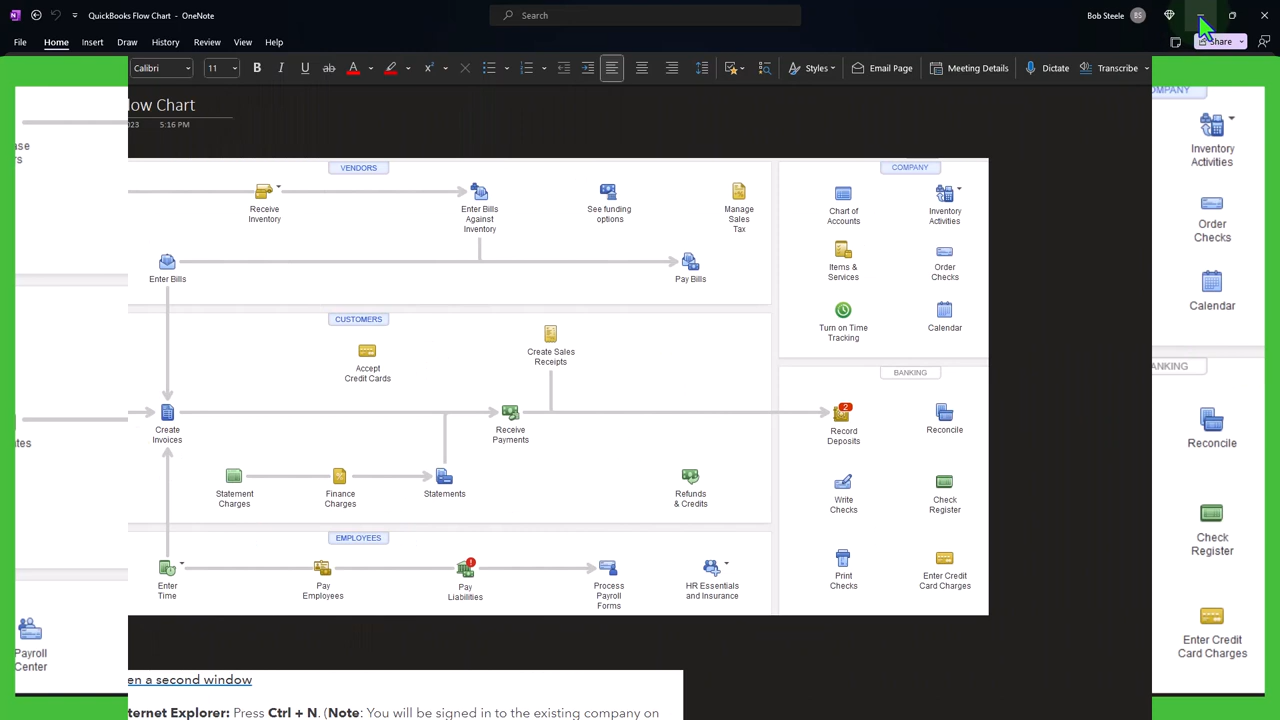 QuickBooks Flow Chart - OneNote
Search
Bob Steele BS
File Home Insert Draw History Review View Help
Share
Calibri 11 B I U ab A x Styles Email Page Meeting Details Dictate Transcribe
low Chart
023 5:16 PM
VENDORS
Receive
Inventory
Enter Bills
Against
Inventory
See funding
options
Manage
Sales
Tax
Enter Bills
Pay Bills
CUSTOMERS
Accept
Credit Cards
Create Sales
Receipts
Create
Invoices
Receive
Payments
Statement
Charges
Finance
Charges
Statements
Refunds
& Credits
EMPLOYEES
Enter
Time
Pay
Employees
Pay
Liabilities
Process
Payroll
Forms
HR Essentials
and Insurance
COMPANY
Chart of
Accounts
Inventory
Activities
Items &
Services
Order
Checks
Turn on Time
Tracking
Calendar
BANKING
2
Record
Deposits
Reconcile
Write
Checks
Check
Register
Print
Checks
Enter Credit
Card Charges
en a second window
ternet Explorer: Press Ctrl + N. (Note: You will be signed in to the existing company on
ase
rs
ates
Payroll
Center
OMPANY
Inventory
Activities
Order
Checks
Calendar
ANKING
Reconcile
Check
Register
Enter Credit
Card Charges